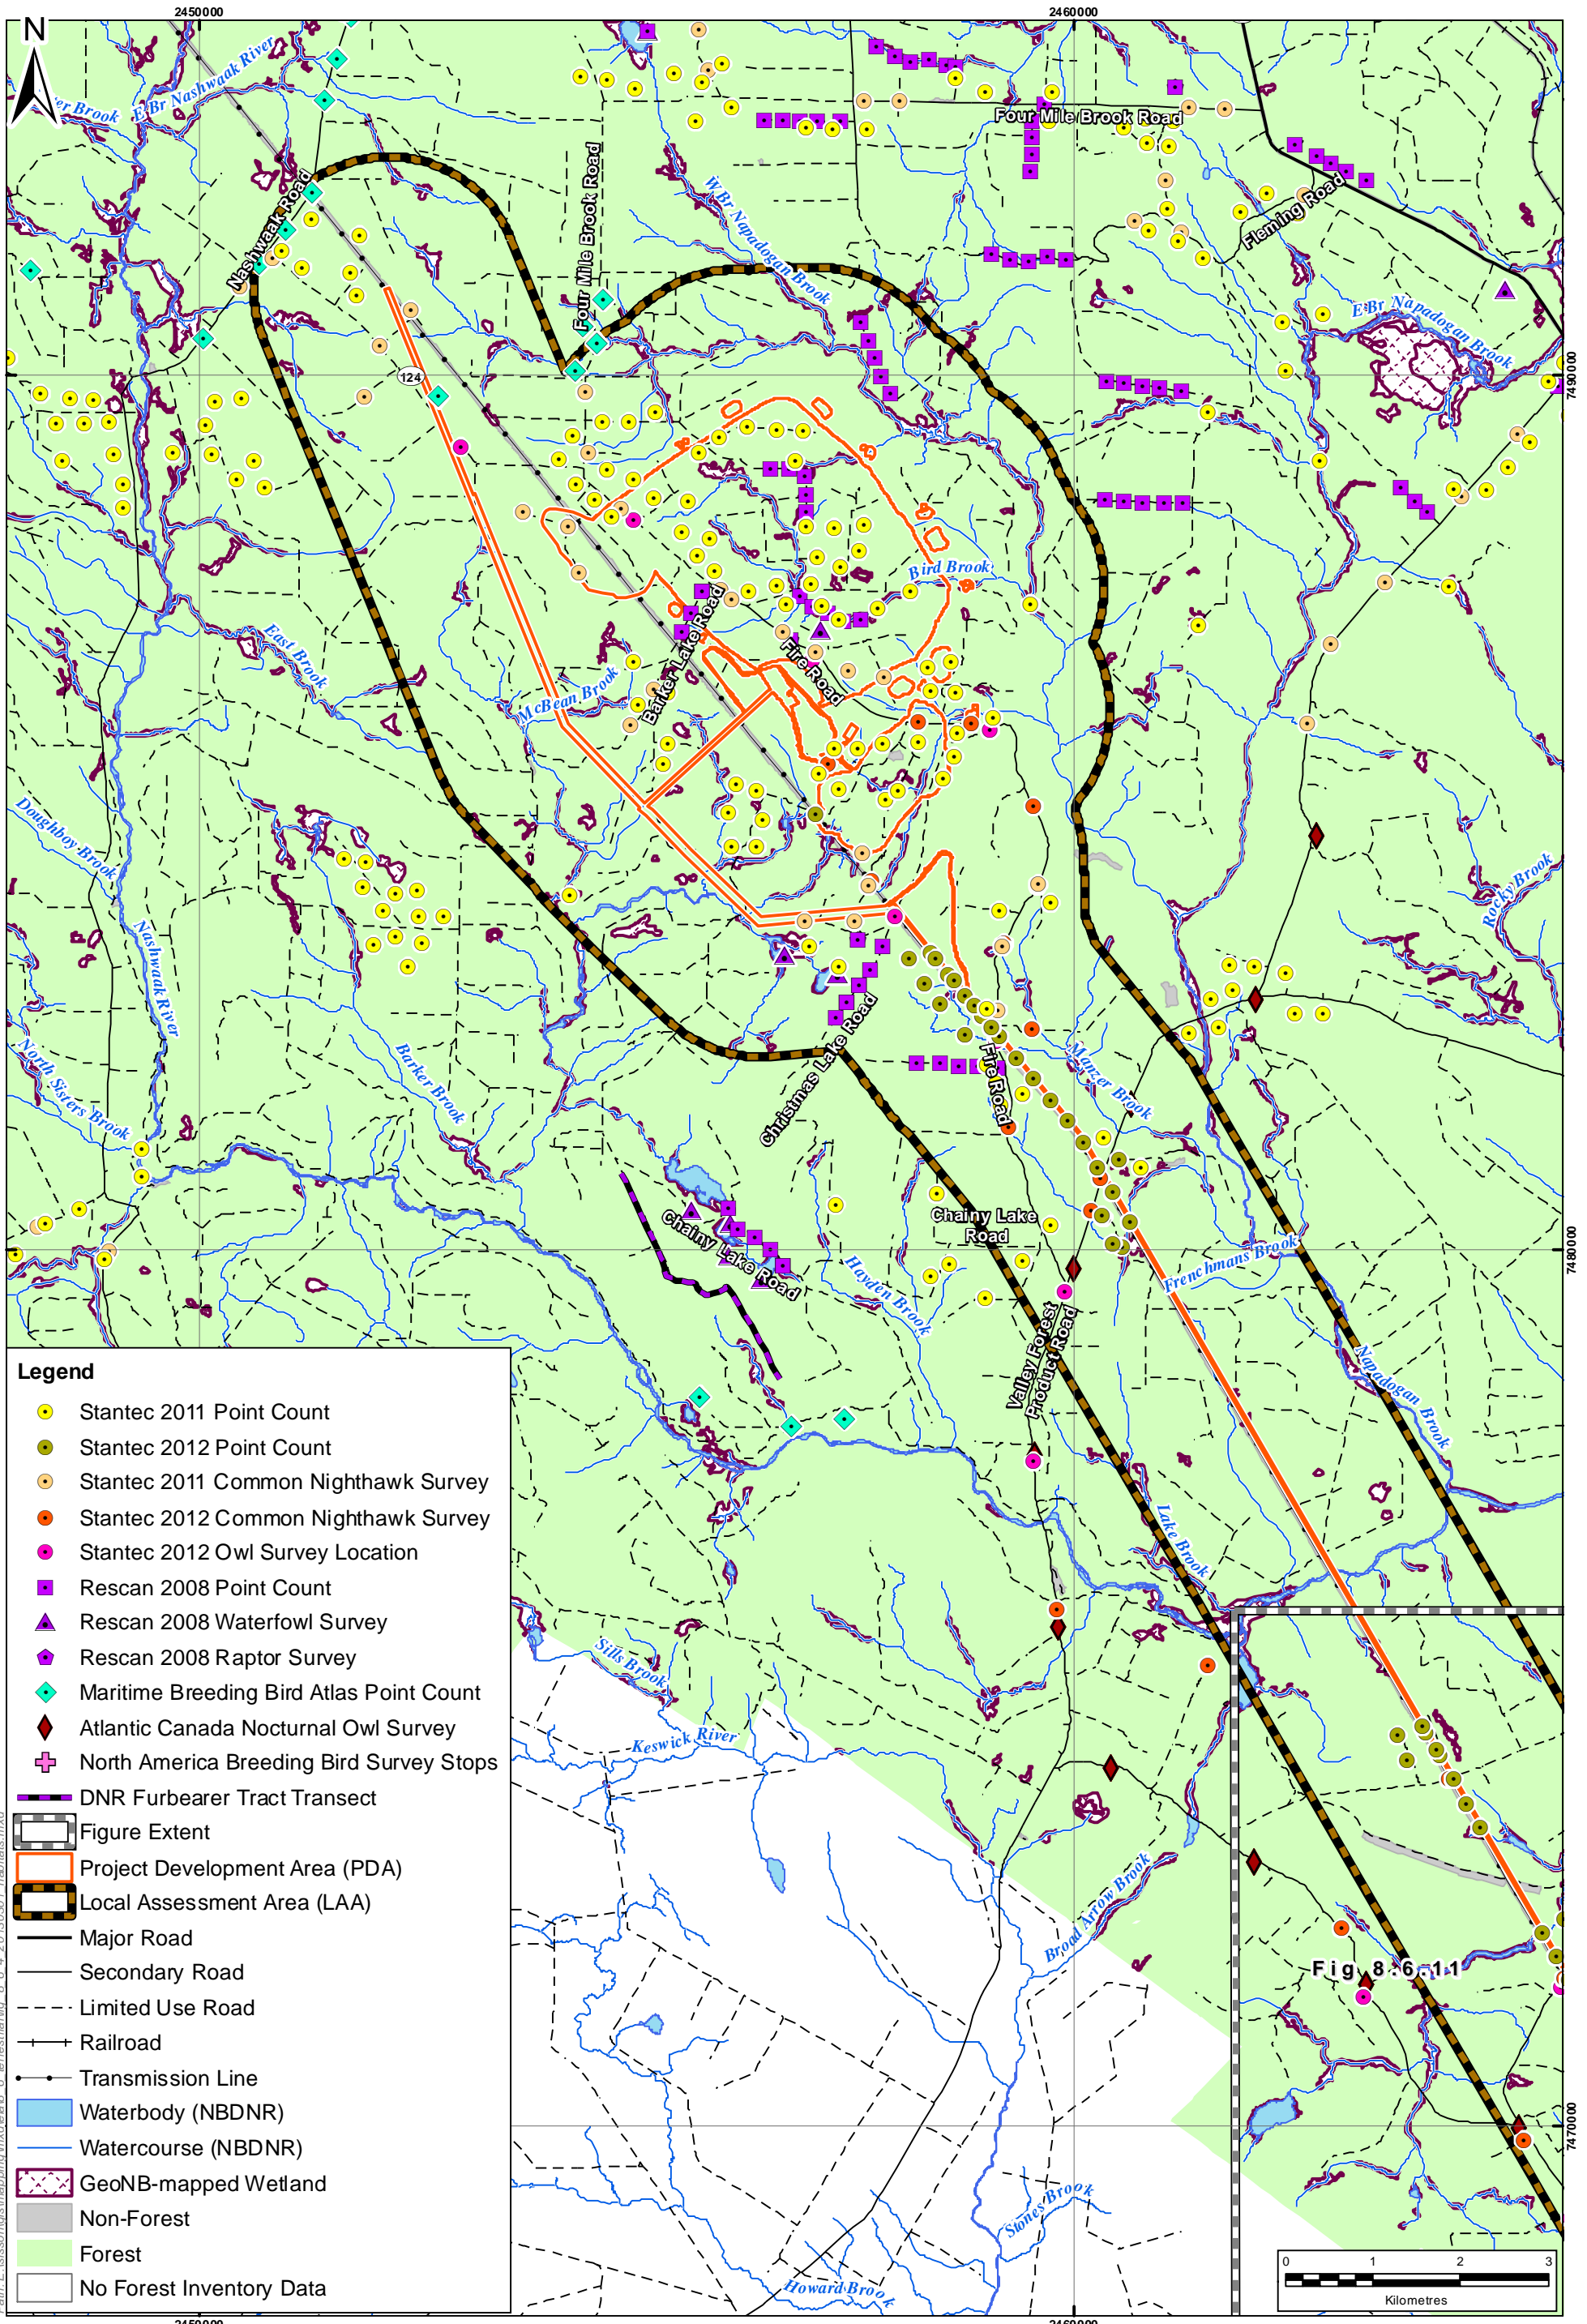 2450000
2460000
N
E Br Nashwaak River
er Brook
Four Mile Brook Road
Nashwaak Road
Four Mile Brook Road
W Br Napadogan Brook
Fleming Road
E Br Napadogan Brook
7490000
124
Bird Brook
East Brook
Barker Lake Road
Fire Road
McBean Brook
Doughboy Brook
Rocky Brook
Nashwaak River
North Sisters Brook
Barker Brook
Christmas Lake Road
Fire Road
Manzer Brook
Chainy Lake Road
Chainy Lake
Road
Hayden Brook
Frenchmans Brook
7480000
Valley Forest
Product Road
Napadogan Brook
Lake Brook
Sills Brook
Keswick River
Broad Arrow Brook
Fig 8.6.11
7470000
Stones Brook
Howard Brook
Legend
Stantec 2011 Point Count
Stantec 2012 Point Count
Stantec 2011 Common Nighthawk Survey
Stantec 2012 Common Nighthawk Survey
Stantec 2012 Owl Survey Location
Rescan 2008 Point Count
Rescan 2008 Waterfowl Survey
Rescan 2008 Raptor Survey
Maritime Breeding Bird Atlas Point Count
Atlantic Canada Nocturnal Owl Survey
North America Breeding Bird Survey Stops
DNR Furbearer Tract Transect
Figure Extent
Project Development Area (PDA)
Local Assessment Area (LAA)
Major Road
Secondary Road
Limited Use Road
Railroad
Transmission Line
Waterbody (NBDNR)
Watercourse (NBDNR)
GeoNB-mapped Wetland
Non-Forest
Forest
No Forest Inventory Data
0 1 2 3
Kilometres
2450000
2460000